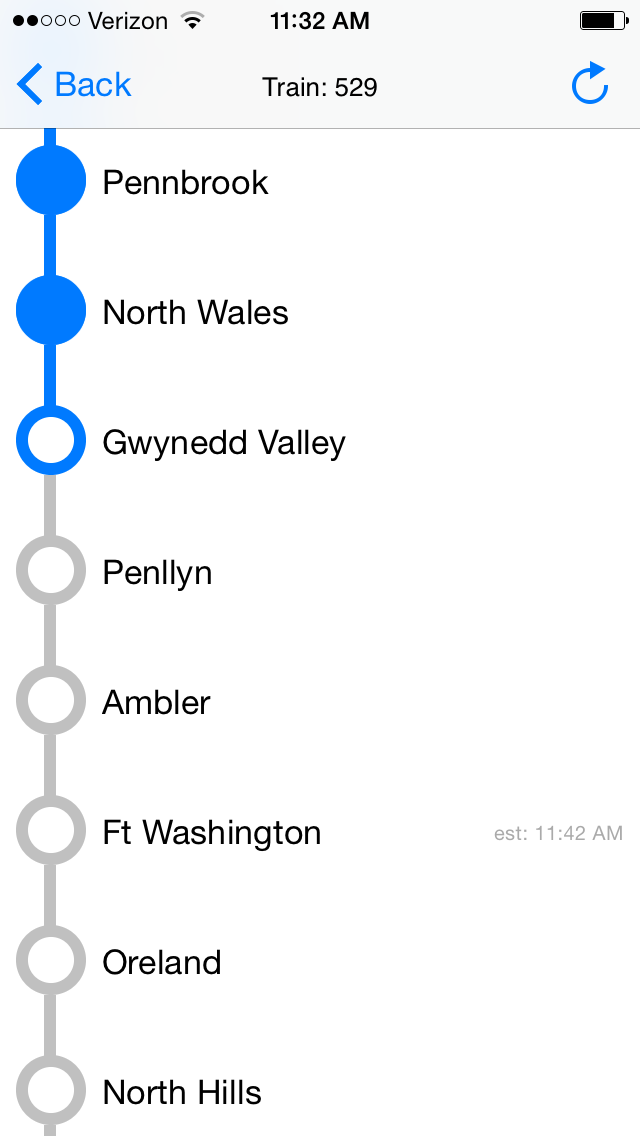 Verizon 11:32 AM
Back Train: 529
Pennbrook
North Wales
Gwynedd Valley
Penllyn
Ambler
Ft Washington est: 11:42 AM
Oreland
North Hills